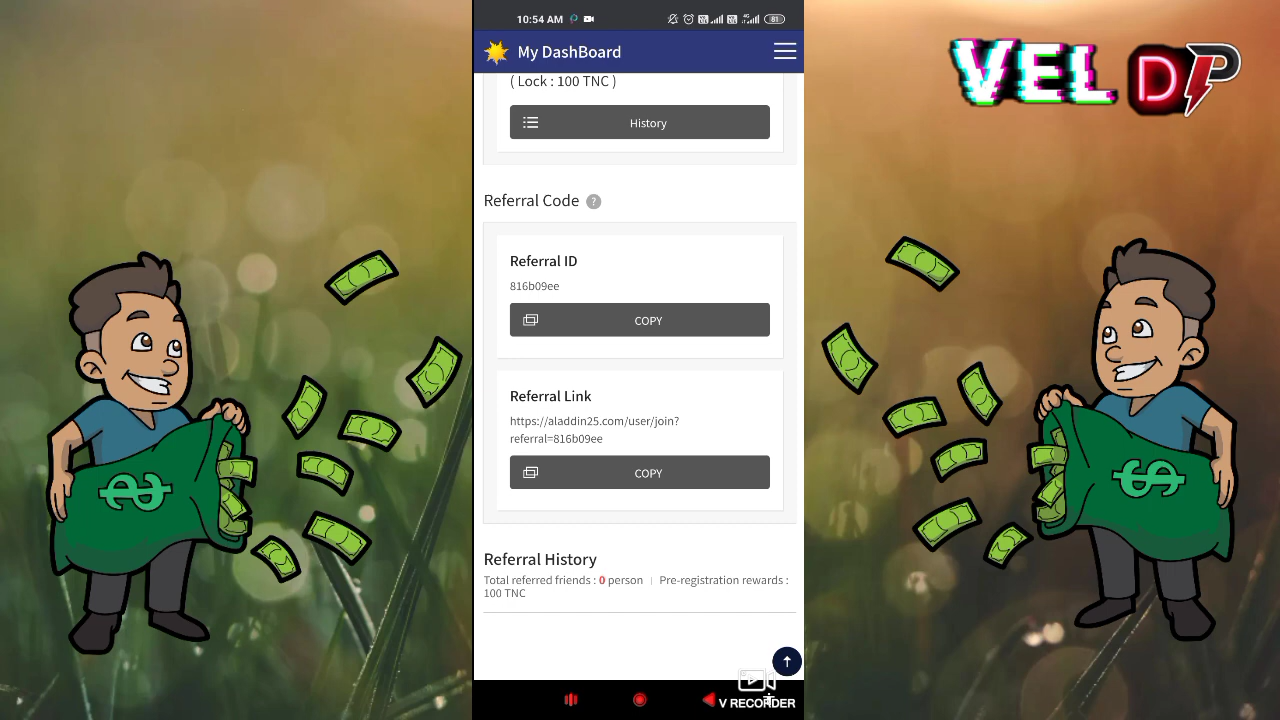 10:54 AM
81
My DashBoard
( Lock : 100 TNC )
History
Referral Code ?
Referral ID
816b09ee
COPY
Referral Link
https://aladdin25.com/user/join?
referral=816b09ee
COPY
Referral History
Total referred friends : 0 person | Pre-registration rewards :
100 TNC
V RECORDER
VEL DP
$
$